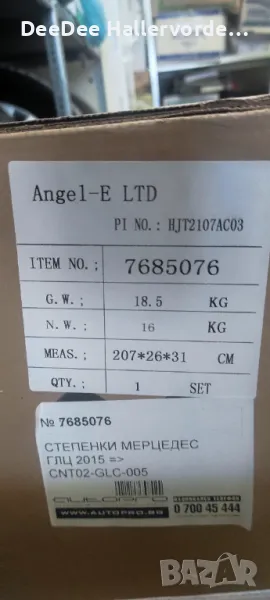 © Dies Hallervorde...
Angel-E LTD
PI NO.: HJT2107AC03
ITEM NO.; 7685076
G.W.; 18.5 KG
N.W.; 16 KG
MEAS.; 207*26*31 CM
QTY.; 1 SET
№ 7685076
СТЕПЕНКИ МЕРЦЕДЕС
ГЛЦ 2015 =>
CNT02-GLC-005
WWW.AUTOPRO.BG 0 700 45 444
bazar